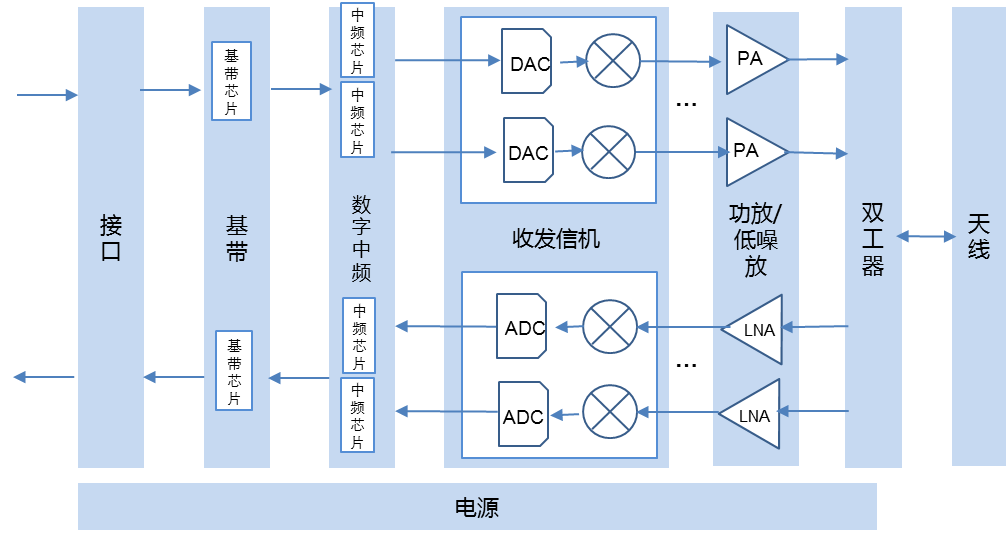 中频芯片
DAC
PA
基带芯片
中频芯片
...
DAC
PA
接口
基带
数字中频
收发信机
功放/
低噪
放
双工器
天线
中频芯片
ADC
LNA
基带芯片
...
中频芯片
ADC
LNA
电源